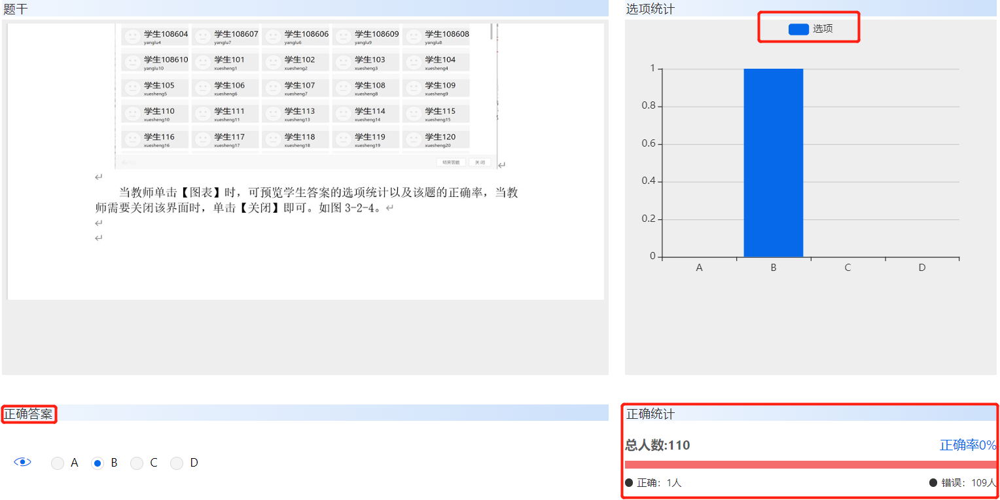 题干
学生108604 学生108607 学生108606 学生108609 学生108608
yanglu4 yanglu7 yanglu6 yanglu9 yanglu8
学生108610 学生101 学生102 学生103 学生104
yanglu10 xuesheng1 xuesheng2 xuesheng3 xuesheng4
学生105 学生106 学生107 学生108 学生109
xuesheng5 xuesheng6 xuesheng7 xuesheng8 xuesheng9
学生110 学生111 学生113 学生114 学生115
xuesheng10 xuesheng11 xuesheng13 xuesheng14 xuesheng15
学生116 学生117 学生118 学生119 学生120
xuesheng16 xuesheng17 xuesheng18 xuesheng19 xuesheng20
结束答题 关闭
当教师单击【图表】时，可预览学生答案的选项统计以及该题的正确率，当教
师需要关闭该界面时，单击【关闭】即可。如图 3-2-4。
选项统计
选项
1
0.8
0.6
0.4
0.2
0
A B C D
正确答案
A B C D
正确统计
总人数:110 正确率0%
正确：1人 错误：109人